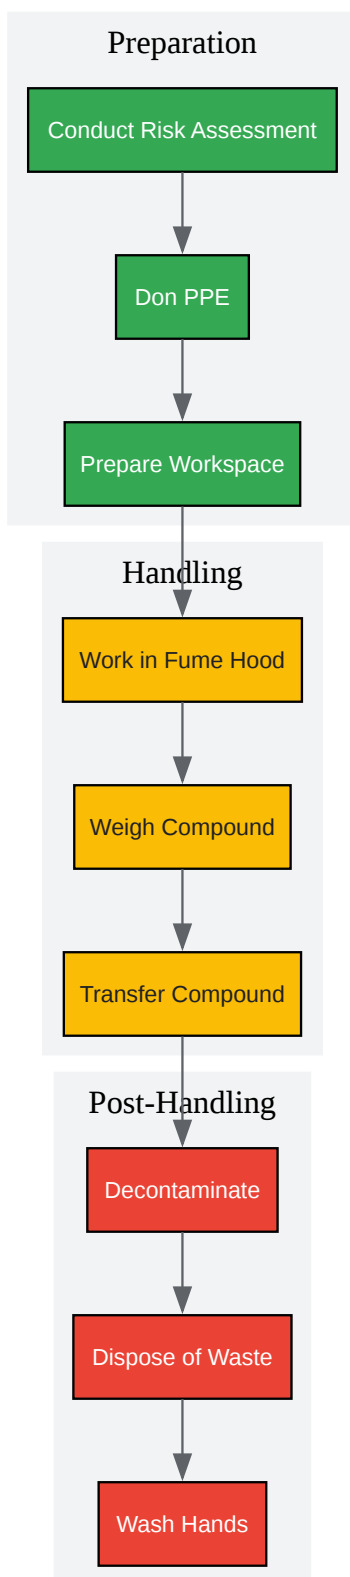 Preparation
Conduct Risk Assessment
Don PPE
Prepare Workspace
Handling
Work in Fume Hood
Weigh Compound
Transfer Compound
Post-Handling
Decontaminate
Dispose of Waste
Wash Hands